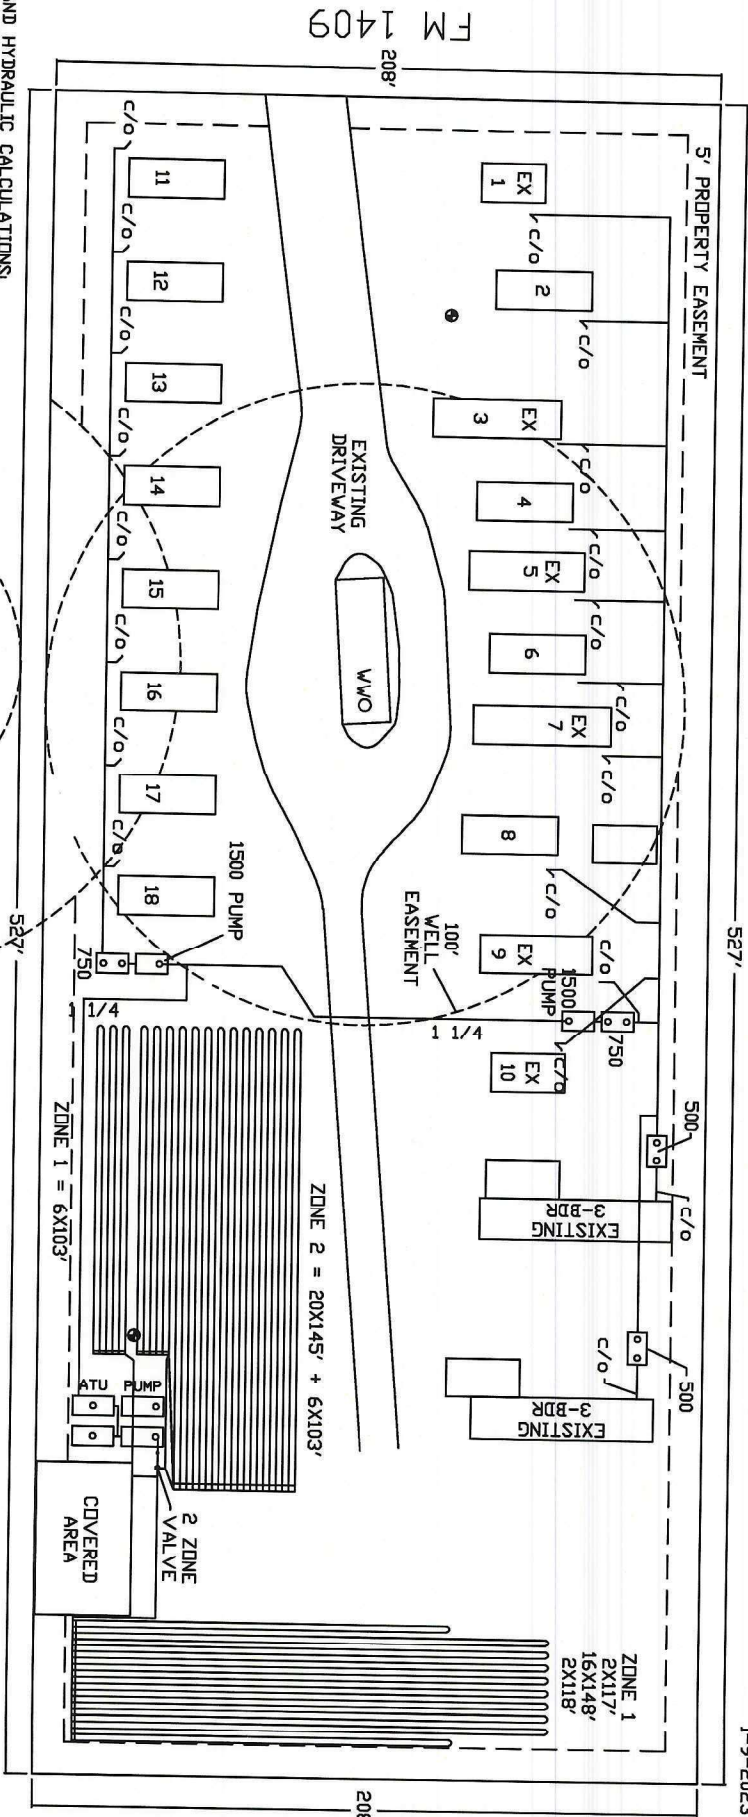 FM 1409
208'
527'
5' PROPERTY EASEMENT
EX
1
c/o
2
c/o
EX
3
c/o
4
c/o
EX
5
c/o
6
c/o
EX
7
c/o
8
c/o
EX
9
c/o
1500
PUMP
750
EX
10
c/o
500
c/o
EXISTING
3-BDR
500
c/o
EXISTING
3-BDR
EXISTING
DRIVEWAY
WWO
100'
WELL
EASEMENT
1 1/4
c/o
11
c/o
12
c/o
13
c/o
14
c/o
15
c/o
16
c/o
17
c/o
18
750
1500 PUMP
1 1/4
ZONE 1 = 6X103'
ZONE 2 = 20X145' + 6X103'
ATU
PUMP
2 ZONE
VALVE
COVERED
AREA
ZONE 1
2X117'
16X148'
2X118'
527'
HYDRAULIC CALCULATIONS: